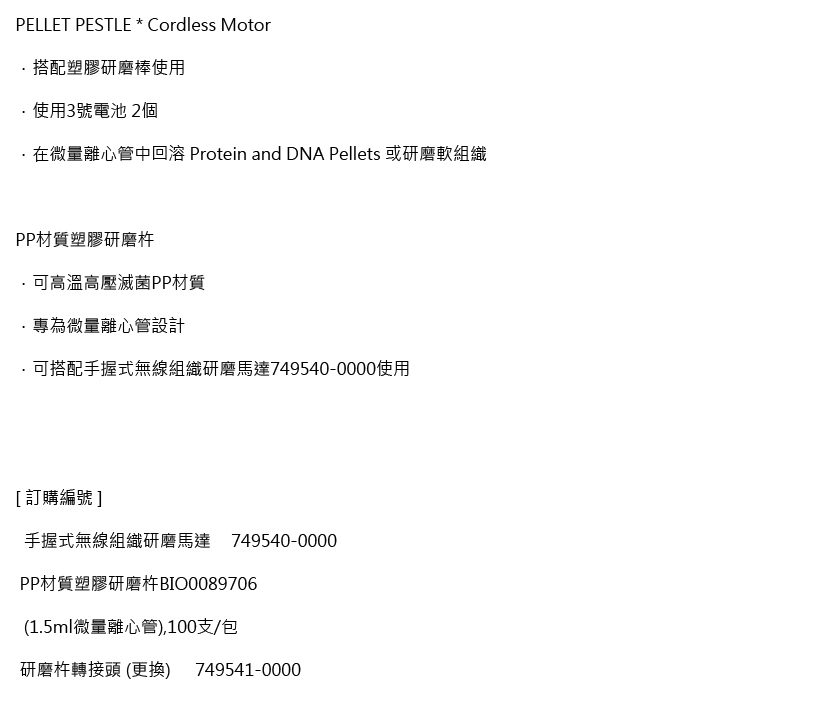 PELLET PESTLE * Cordless Motor
．搭配塑膠研磨棒使用
．使用3號電池 2個
．在微量離心管中回溶 Protein and DNA Pellets 或研磨軟組織
PP材質塑膠研磨杵
．可高溫高壓滅菌PP材質
．專為微量離心管設計
．可搭配手握式無線組織研磨馬達749540-0000使用
[ 訂購編號 ]
手握式無線組織研磨馬達 749540-0000
PP材質塑膠研磨杵BIO0089706
(1.5ml微量離心管),100支/包
研磨杵轉接頭 (更換) 749541-0000